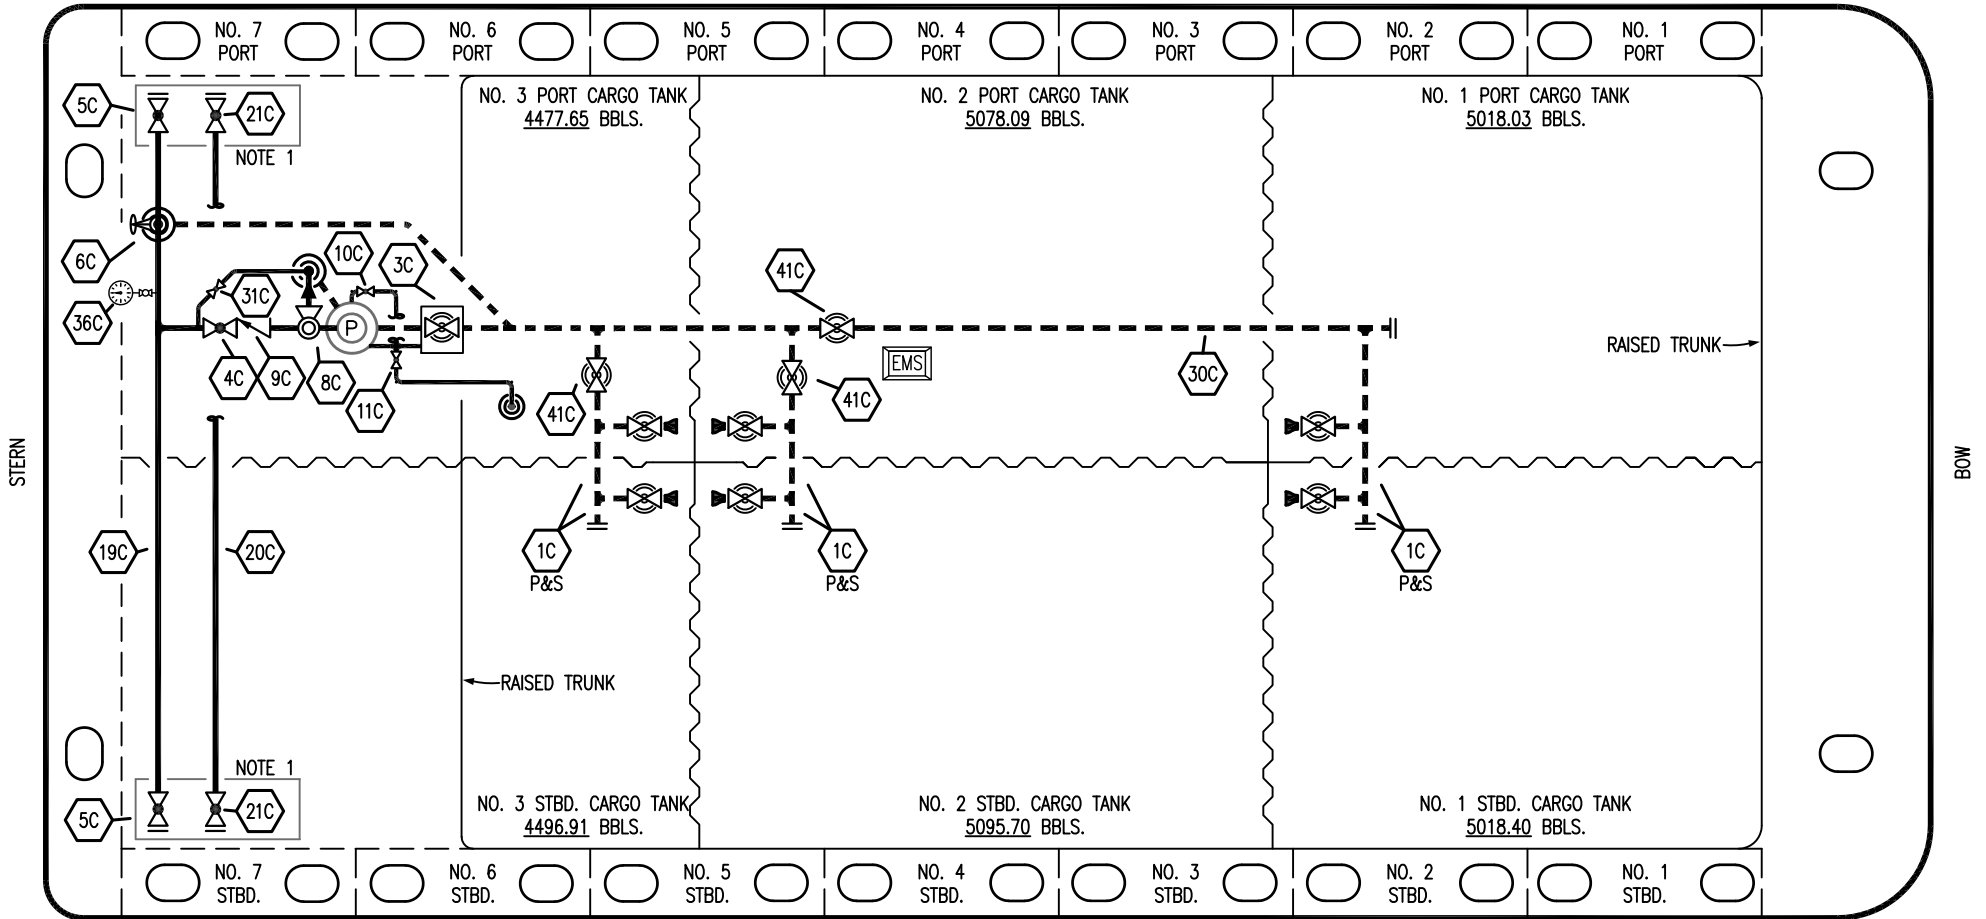 NO. 7
PORT
NO. 6
PORT
NO. 5
PORT
NO. 4
PORT
NO. 3
PORT
NO. 2
PORT
NO. 1
PORT
5C
21C
NOTE 1
NO. 3 PORT CARGO TANK
4477.65 BBLS.
NO. 2 PORT CARGO TANK
5078.09 BBLS.
NO. 1 PORT CARGO TANK
5018.03 BBLS.
6C
10C
3C
41C
31C
36C
P
RAISED TRUNK
EMS
30C
4C
9C
8C
11C
41C
41C
STERN
BOW
19C
20C
1C
P&S
1C
P&S
1C
P&S
RAISED TRUNK
NOTE 1
5C
21C
NO. 3 STBD. CARGO TANK
4496.91 BBLS.
NO. 2 STBD. CARGO TANK
5095.70 BBLS.
NO. 1 STBD. CARGO TANK
5018.40 BBLS.
NO. 7
STBD.
NO. 6
STBD.
NO. 5
STBD.
NO. 4
STBD.
NO. 3
STBD.
NO. 2
STBD.
NO. 1
STBD.